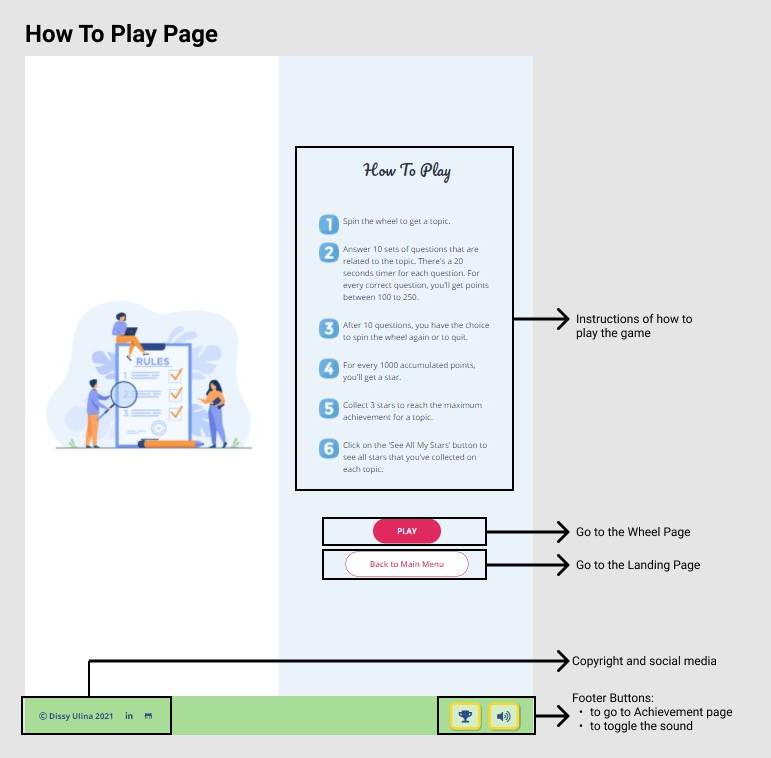 How To Play Page
RULES
1
2
3
How To Play
1 Spin the wheel to get a topic.
2 Answer 10 sets of questions that are
related to the topic. There's a 20
seconds timer for each question. For
every correct question, you'll get points
between 100 to 250.
3 After 10 questions, you have the choice
to spin the wheel again or to quit.
4 For every 1000 accumulated points,
you'll get a star.
5 Collect 3 stars to reach the maximum
achievement for a topic.
6 Click on the 'See All My Stars' button to
see all stars that you've collected on
each topic.
Instructions of how to
play the game
PLAY
Go to the Wheel Page
Back to Main Menu
Go to the Landing Page
Copyright and social media
© Dissy Ulina 2021 in
Footer Buttons:
• to go to Achievement page
• to toggle the sound